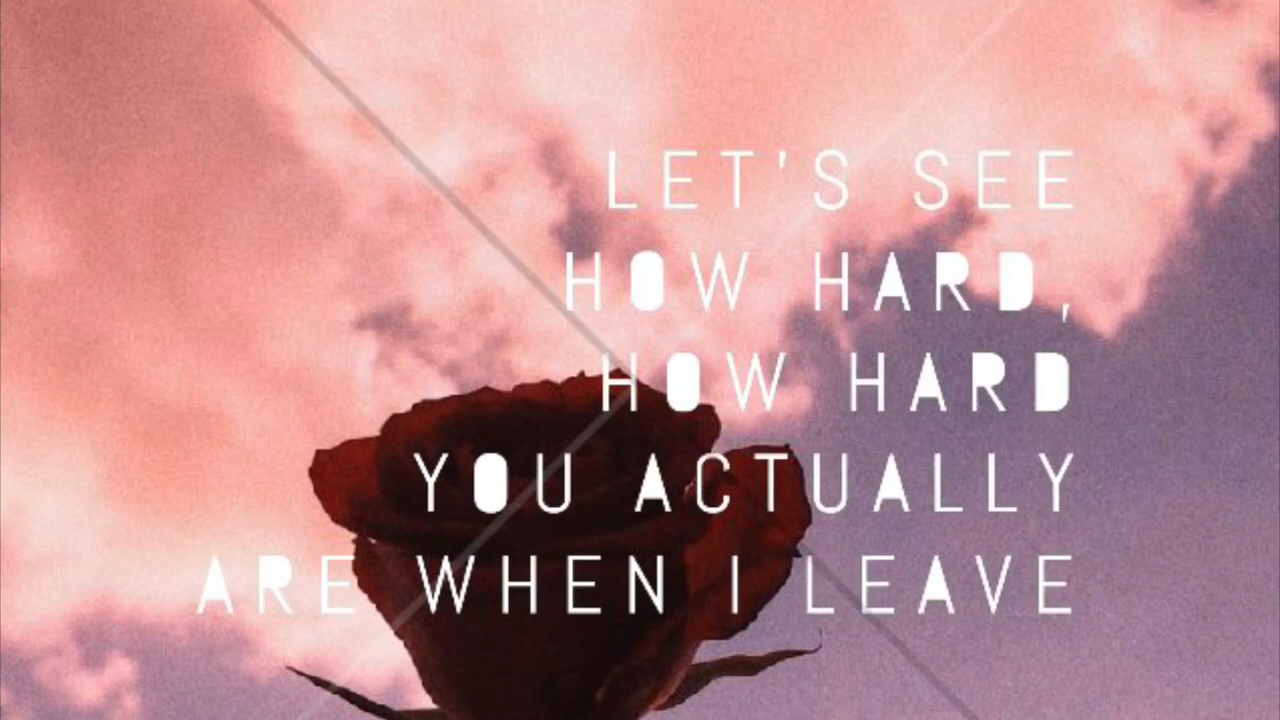 LET'S SEE
HOW HARD,
HOW HARD
YOU ACTUALLY
ARE WHEN I LEAVE